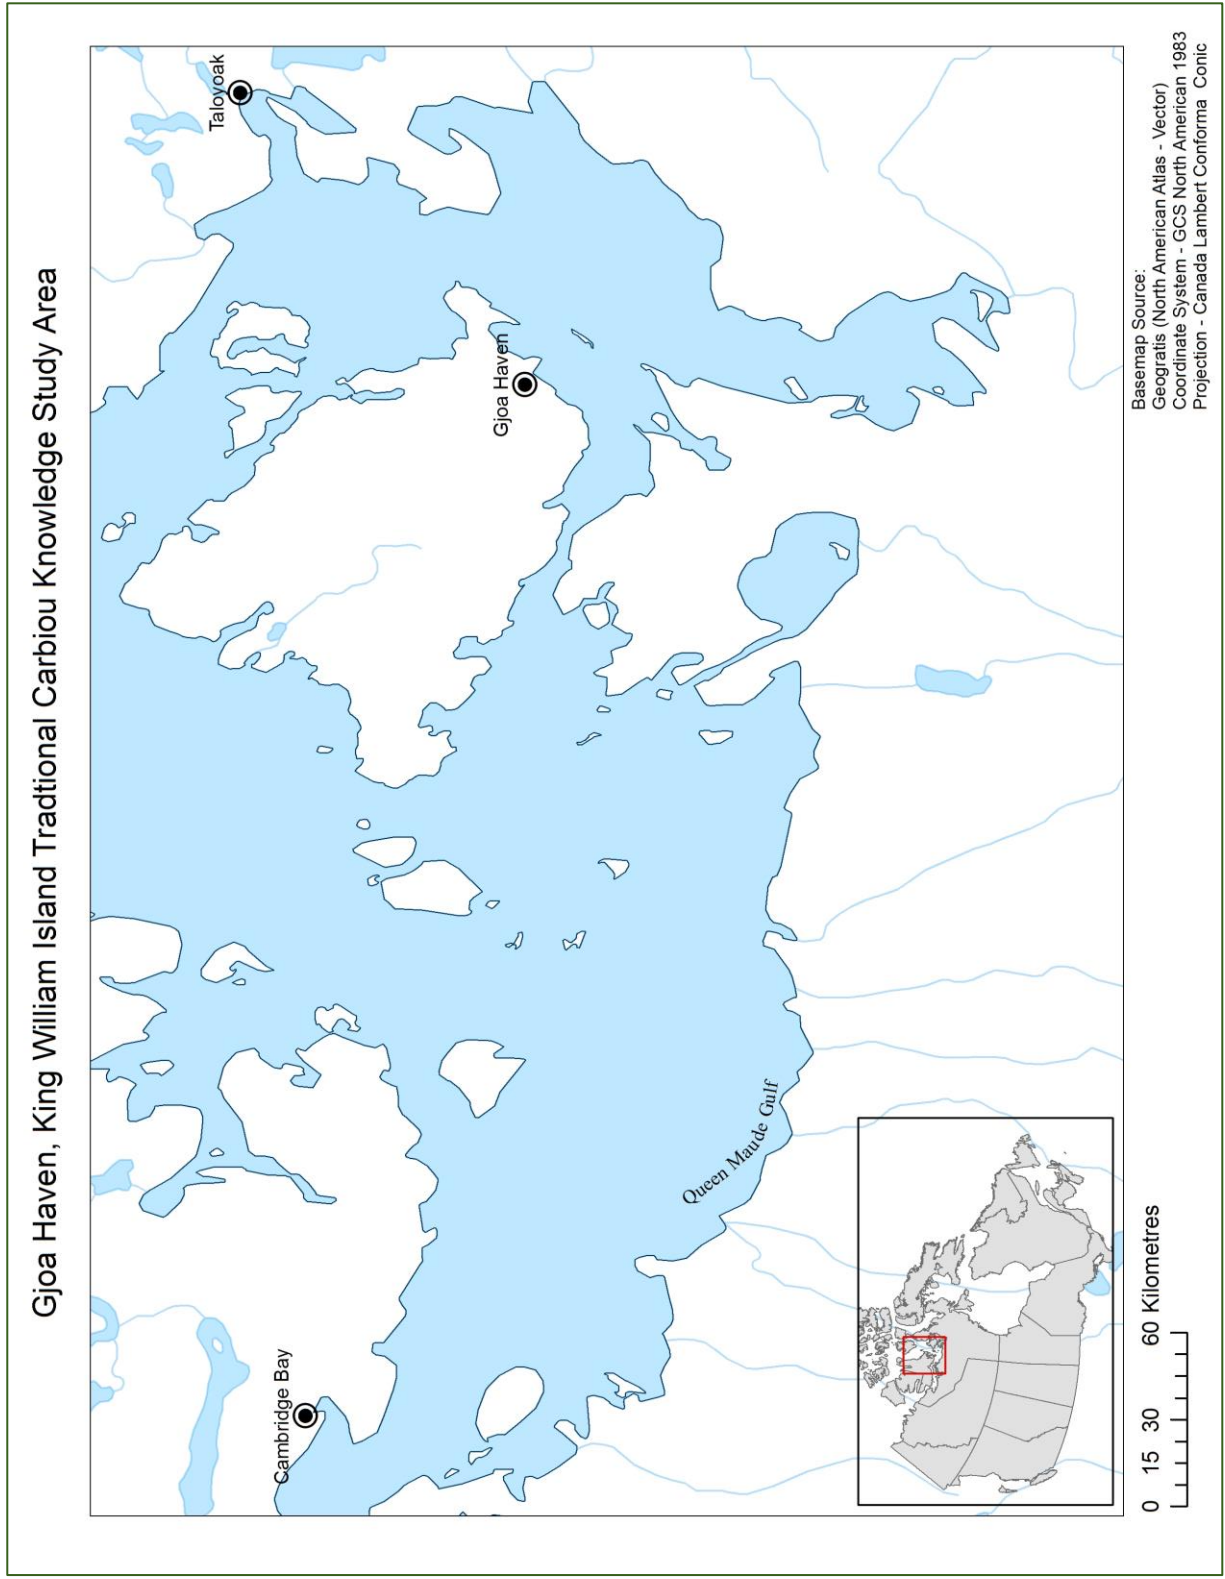 Gjoa Haven, King William Island Tradtional Carbiou Knowledge Study Area
Taloyoak
Gjoa Haven
Cambridge Bay
Queen Maude Gulf
0 15 30 60 Kilometres
Basemap Source:
Geogratis (North American Atlas - Vector)
Coordinate System - GCS North American 1983
Projection - Canada Lambert Conforma Conic